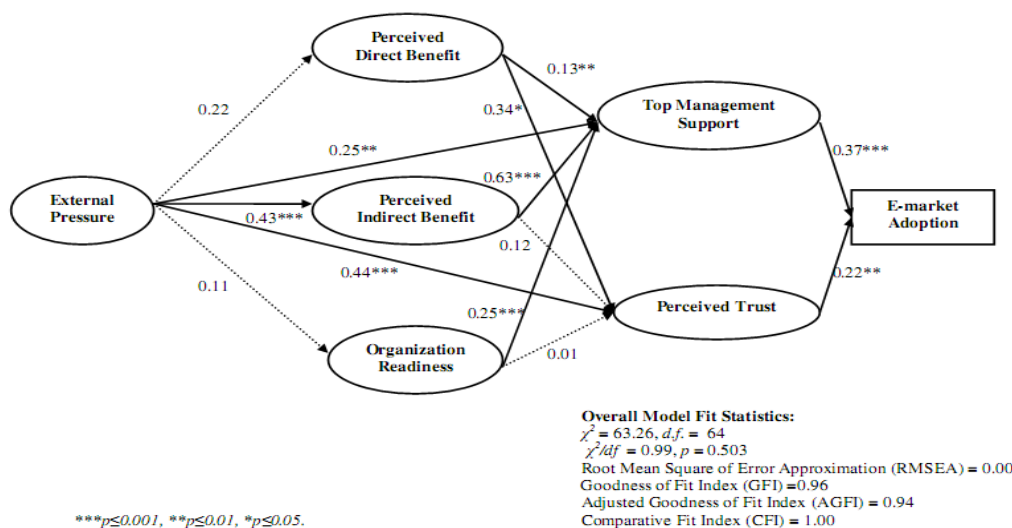 Perceived
Direct Benefit
0.13**
0.22
0.34*
Top Management
Support
0.25**
0.37***
External
Pressure
0.43***
Perceived
Indirect Benefit
0.63***
0.12
E-market
Adoption
0.44***
0.22**
0.11
0.25***
Perceived Trust
Organization
Readiness
0.01
Overall Model Fit Statistics:
χ² = 63.26, d.f. = 64
χ²/df = 0.99, p = 0.503
Root Mean Square of Error Approximation (RMSEA) = 0.00
Goodness of Fit Index (GFI) =0.96
Adjusted Goodness of Fit Index (AGFI) = 0.94
Comparative Fit Index (CFI) = 1.00
***p≤0.001, **p≤0.01, *p≤0.05.